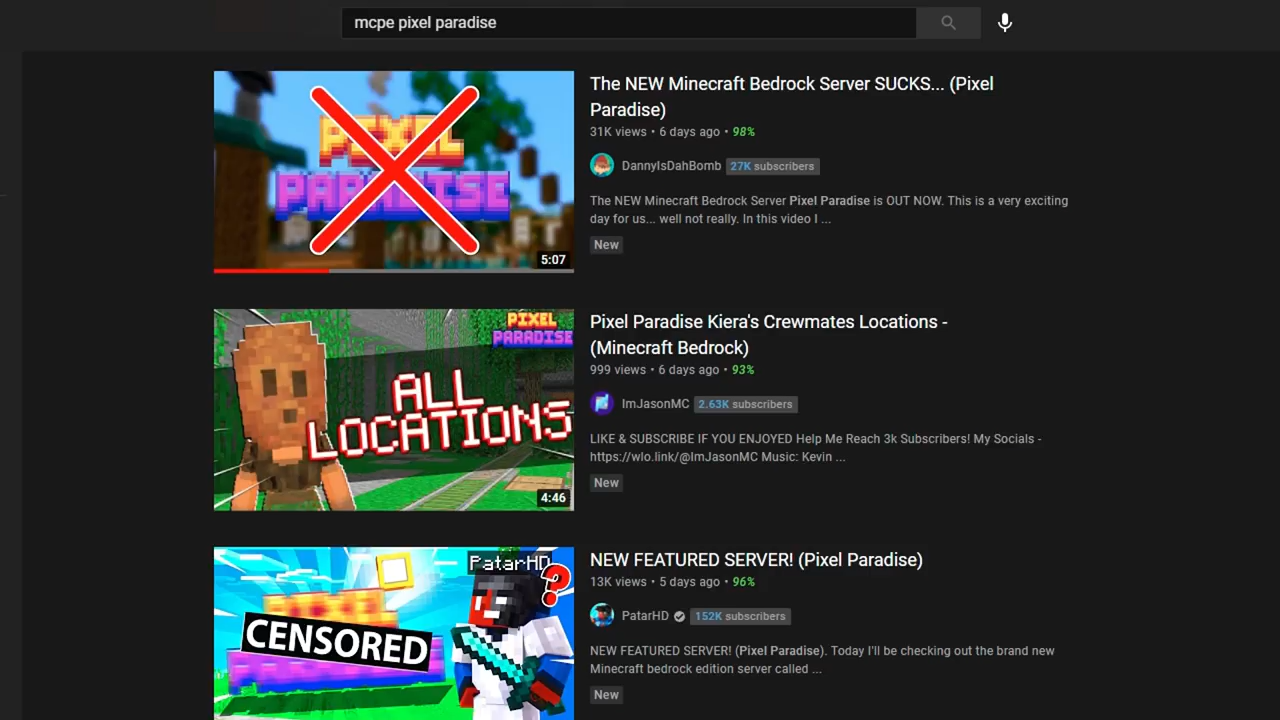 mcpe pixel paradise
PIXEL
PARADISE
5:07
The NEW Minecraft Bedrock Server SUCKS... (Pixel
Paradise)
31K views • 6 days ago • 98%
DannyIsDahBomb 27K subscribers
The NEW Minecraft Bedrock Server Pixel Paradise is OUT NOW. This is a very exciting
day for us... well not really. In this video I ...
New
PIXEL
PARADISE
ALL
LOCATIONS
4:46
Pixel Paradise Kiera's Crewmates Locations -
(Minecraft Bedrock)
999 views • 6 days ago • 93%
ImJasonMC 2.63K subscribers
LIKE & SUBSCRIBE IF YOU ENJOYED Help Me Reach 3k Subscribers! My Socials -
https://wlo.link/@ImJasonMC Music: Kevin ...
New
PatarHD
?
CENSORED
NEW FEATURED SERVER! (Pixel Paradise)
13K views • 5 days ago • 96%
PatarHD 152K subscribers
NEW FEATURED SERVER! (Pixel Paradise). Today I'll be checking out the brand new
Minecraft bedrock edition server called ...
New